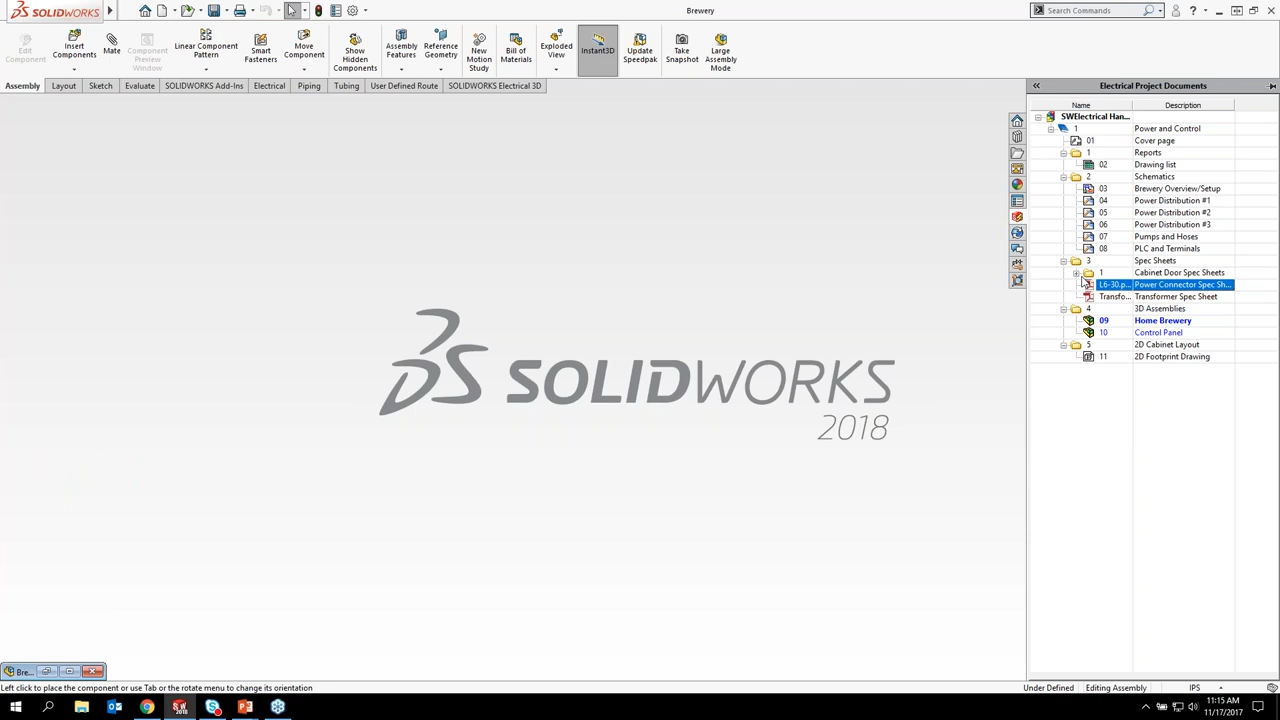 SOLIDWORKS
Brewery
Search Commands
Edit Component
Insert Components
Mate
Component Preview Window
Linear Component Pattern
Smart Fasteners
Move Component
Show Hidden Components
Assembly Features
Reference Geometry
New Motion Study
Bill of Materials
Exploded View
Instant3D
Update Speedpak
Take Snapshot
Large Assembly Mode
Assembly Layout Sketch Evaluate SOLIDWORKS Add-Ins Electrical Piping Tubing User Defined Route SOLIDWORKS Electrical 3D
Electrical Project Documents
Name Description
SWElectrical Han...
1 Power and Control
01 Cover page
1 Reports
02 Drawing list
2 Schematics
03 Brewery Overview/Setup
04 Power Distribution #1
05 Power Distribution #2
06 Power Distribution #3
07 Pumps and Hoses
08 PLC and Terminals
3 Spec Sheets
1 Cabinet Door Spec Sheets
L6-30.p... Power Connector Spec Sh...
Transfo... Transformer Spec Sheet
4 3D Assemblies
09 Home Brewery
10 Control Panel
5 2D Cabinet Layout
11 2D Footprint Drawing
SOLIDWORKS
2018
Bre...
Left click to place the component or use Tab or the rotate menu to change its orientation
Under Defined Editing Assembly IPS
11:15 AM
11/17/2017